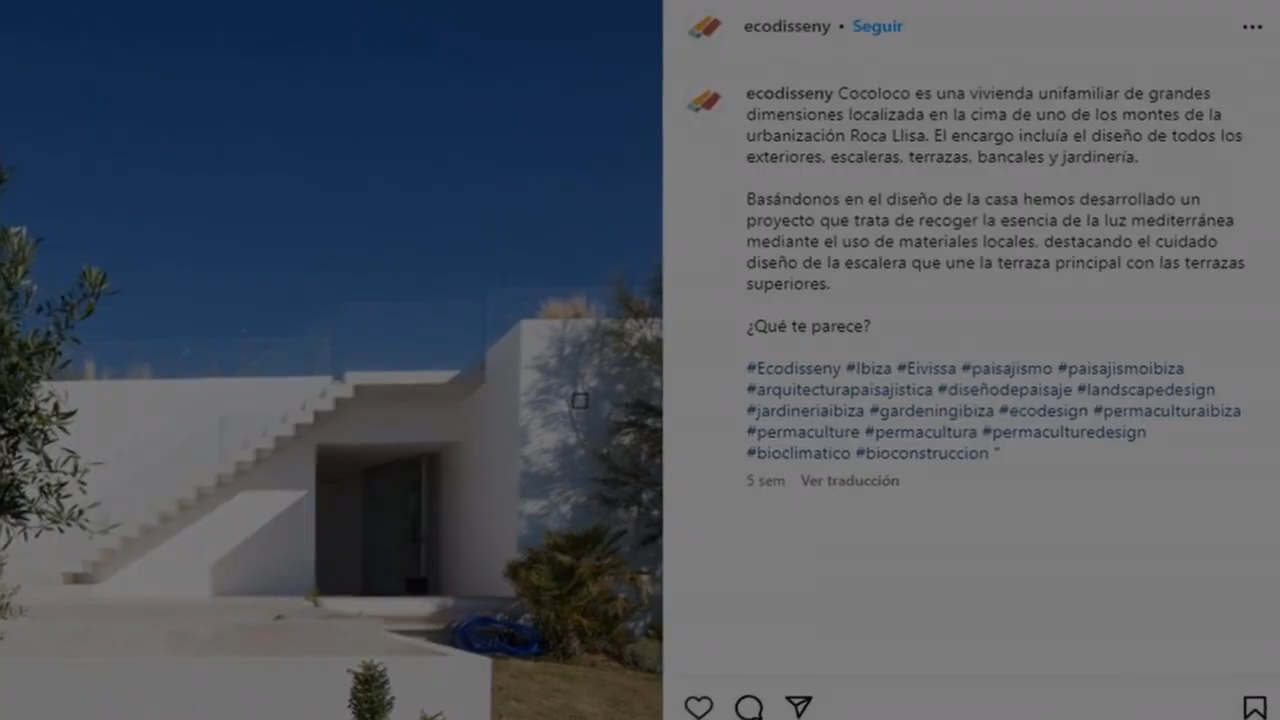 ecodisseny • Seguir
ecodisseny Cocoloco es una vivienda unifamiliar de grandes
dimensiones localizada en la cima de uno de los montes de la
urbanización Roca Llisa. El encargo incluía el diseño de todos los
exteriores, escaleras, terrazas, bancales y jardinería.
Basándonos en el diseño de la casa hemos desarrollado un
proyecto que trata de recoger la esencia de la luz mediterránea
mediante el uso de materiales locales, destacando el cuidado
diseño de la escalera que une la terraza principal con las terrazas
superiores.
¿Qué te parece?
#Ecodisseny #Ibiza #Eivissa #paisajismo #paisajismoibiza
#arquitecturapaisajistica #diseñodepaisaje #landscapedesign
#jardineriaibiza #gardeningibiza #ecodesign #permaculturaibiza
#permaculture #permacultura #permaculturedesign
#bioclimatico #bioconstruccion "
5 sem Ver traducción